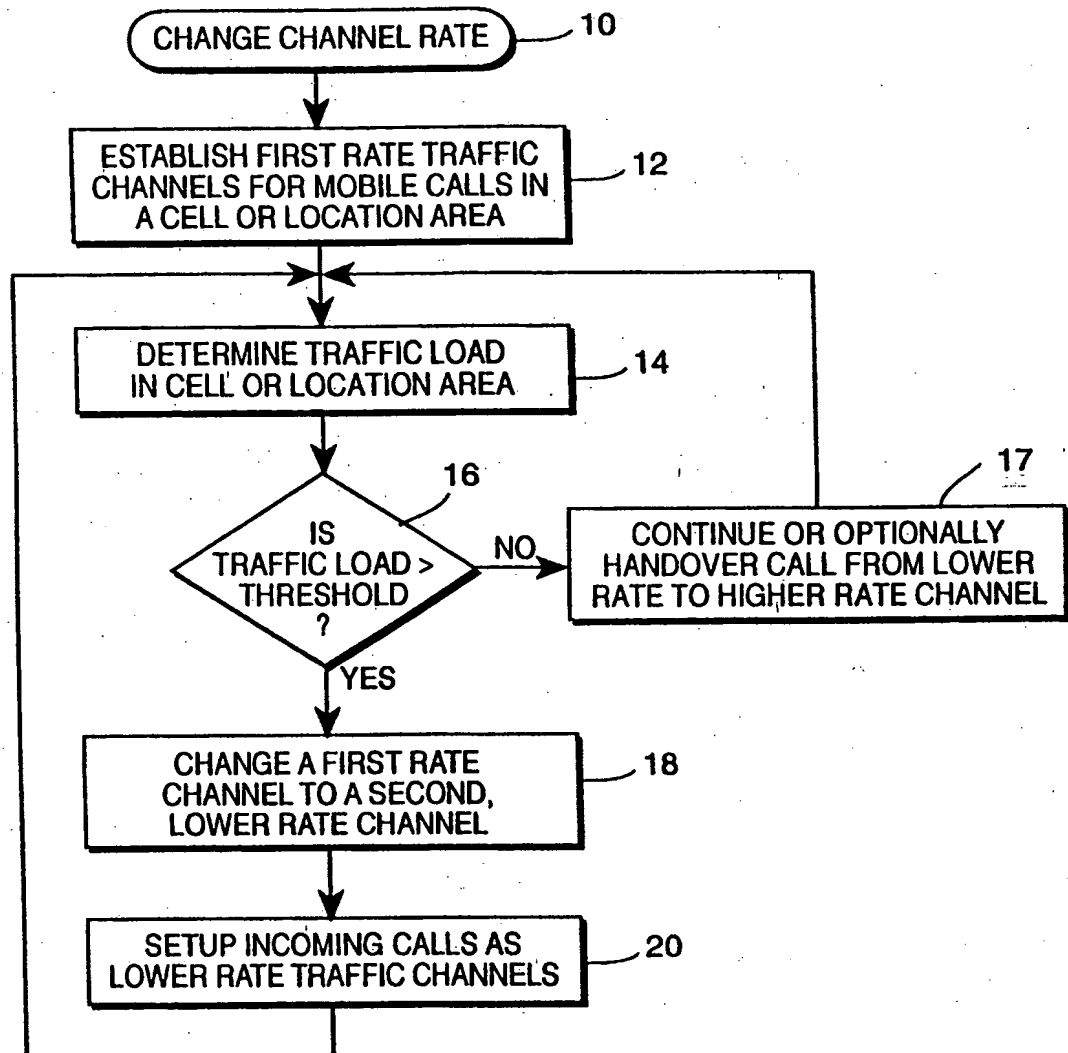 CHANGE CHANNEL RATE
10
ESTABLISH FIRST RATE TRAFFIC
CHANNELS FOR MOBILE CALLS IN
A CELL OR LOCATION AREA
12
DETERMINE TRAFFIC LOAD
IN CELL OR LOCATION AREA
14
16
IS
TRAFFIC LOAD >
THRESHOLD
?
NO
17
CONTINUE OR OPTIONALLY
HANDOVER CALL FROM LOWER
RATE TO HIGHER RATE CHANNEL
YES
CHANGE A FIRST RATE
CHANNEL TO A SECOND,
LOWER RATE CHANNEL
18
SETUP INCOMING CALLS AS
LOWER RATE TRAFFIC CHANNELS
20